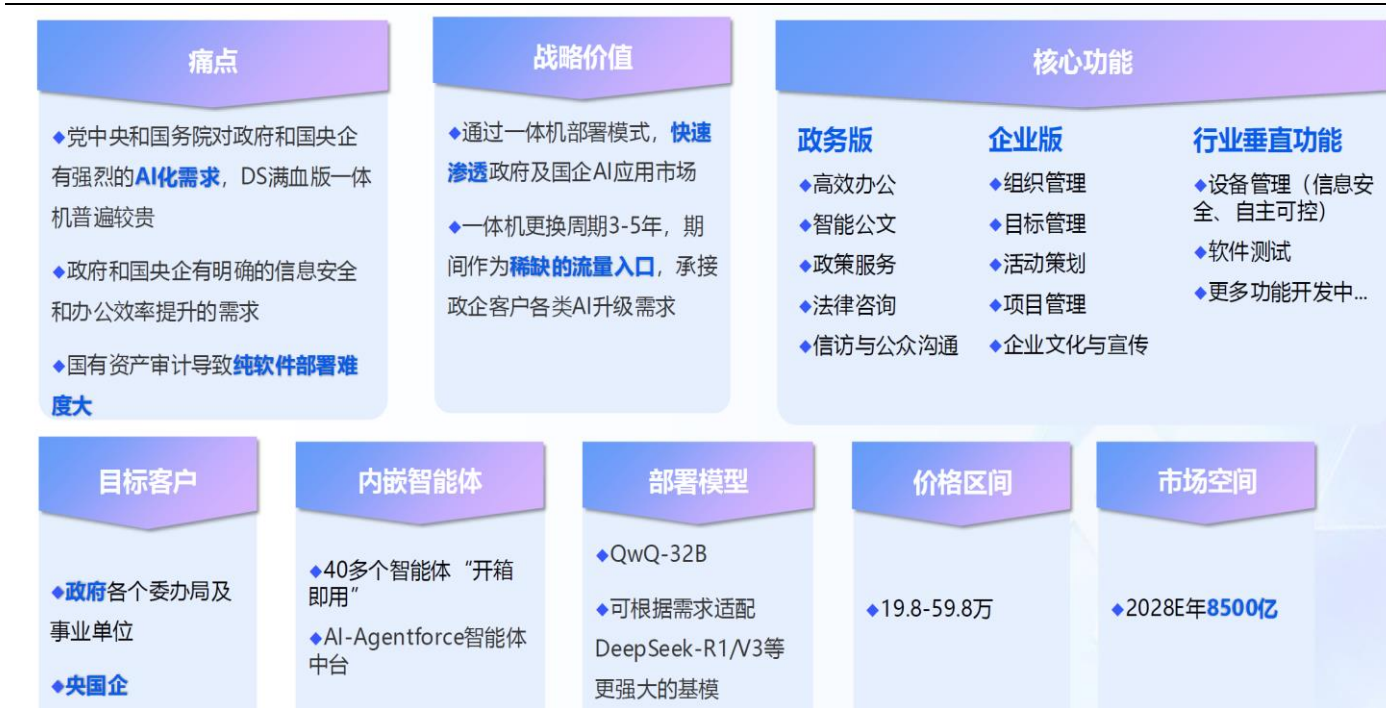 痛点
◆党中央和国务院对政府和国央企
有强烈的AI化需求，DS满血版一体
机普遍较贵
◆政府和国央企有明确的信息安全
和办公效率提升的需求
◆国有资产审计导致纯软件部署难
度大
战略价值
◆通过一体机部署模式，快速
渗透政府及国企AI应用市场
◆一体机更换周期3-5年，期
间作为稀缺的流量入口，承接
政企客户各类AI升级需求
核心功能
政务版
◆高效办公
◆智能公文
◆政策服务
◆法律咨询
◆信访与公众沟通
企业版
◆组织管理
◆目标管理
◆活动策划
◆项目管理
◆企业文化与宣传
行业垂直功能
◆设备管理（信息安
全、自主可控）
◆软件测试
◆更多功能开发中...
目标客户
◆政府各个委办局及
事业单位
◆央国企
内嵌智能体
◆40多个智能体“开箱
即用”
◆AI-Agentforce智能体
中台
部署模型
◆QwQ-32B
◆可根据需求适配
DeepSeek-R1/V3等
更强大的基模
价格区间
◆19.8-59.8万
市场空间
◆2028E年8500亿